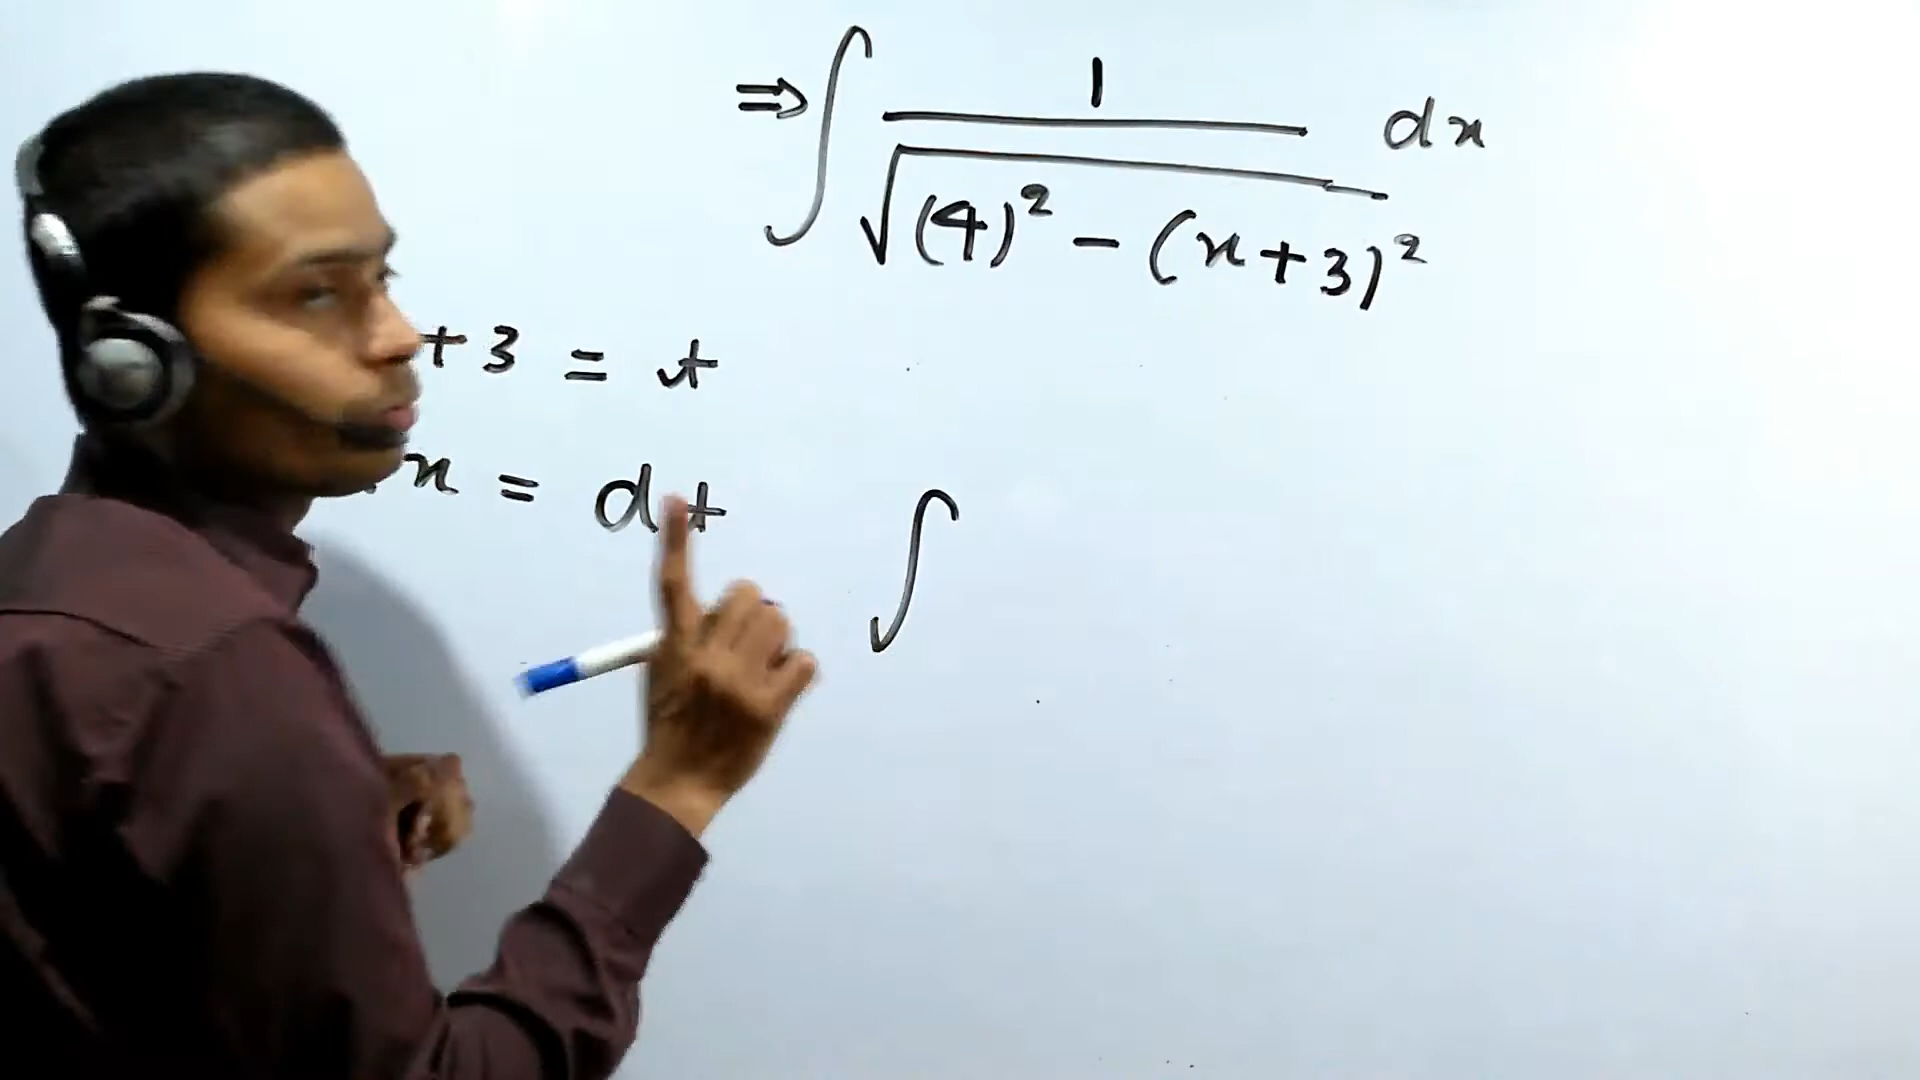 ⇒ ∫ 1 / √((4)² - (x+3)²) dx
+ 3 = t
x = dt
∫